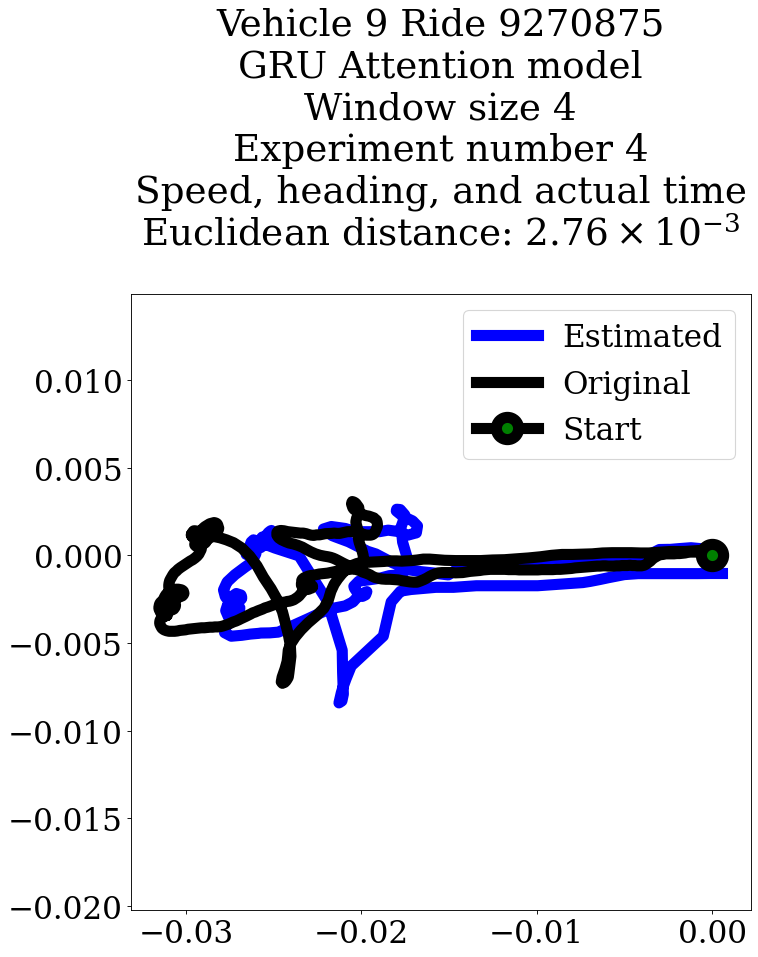 Vehicle 9 Ride 9270875
GRU Attention model
Window size 4
Experiment number 4
Speed, heading, and actual time
Euclidean distance: 2.76 × 10⁻³
Estimated
Original
Start
0.010
0.005
0.000
−0.005
−0.010
−0.015
−0.020
−0.03 −0.02 −0.01 0.00